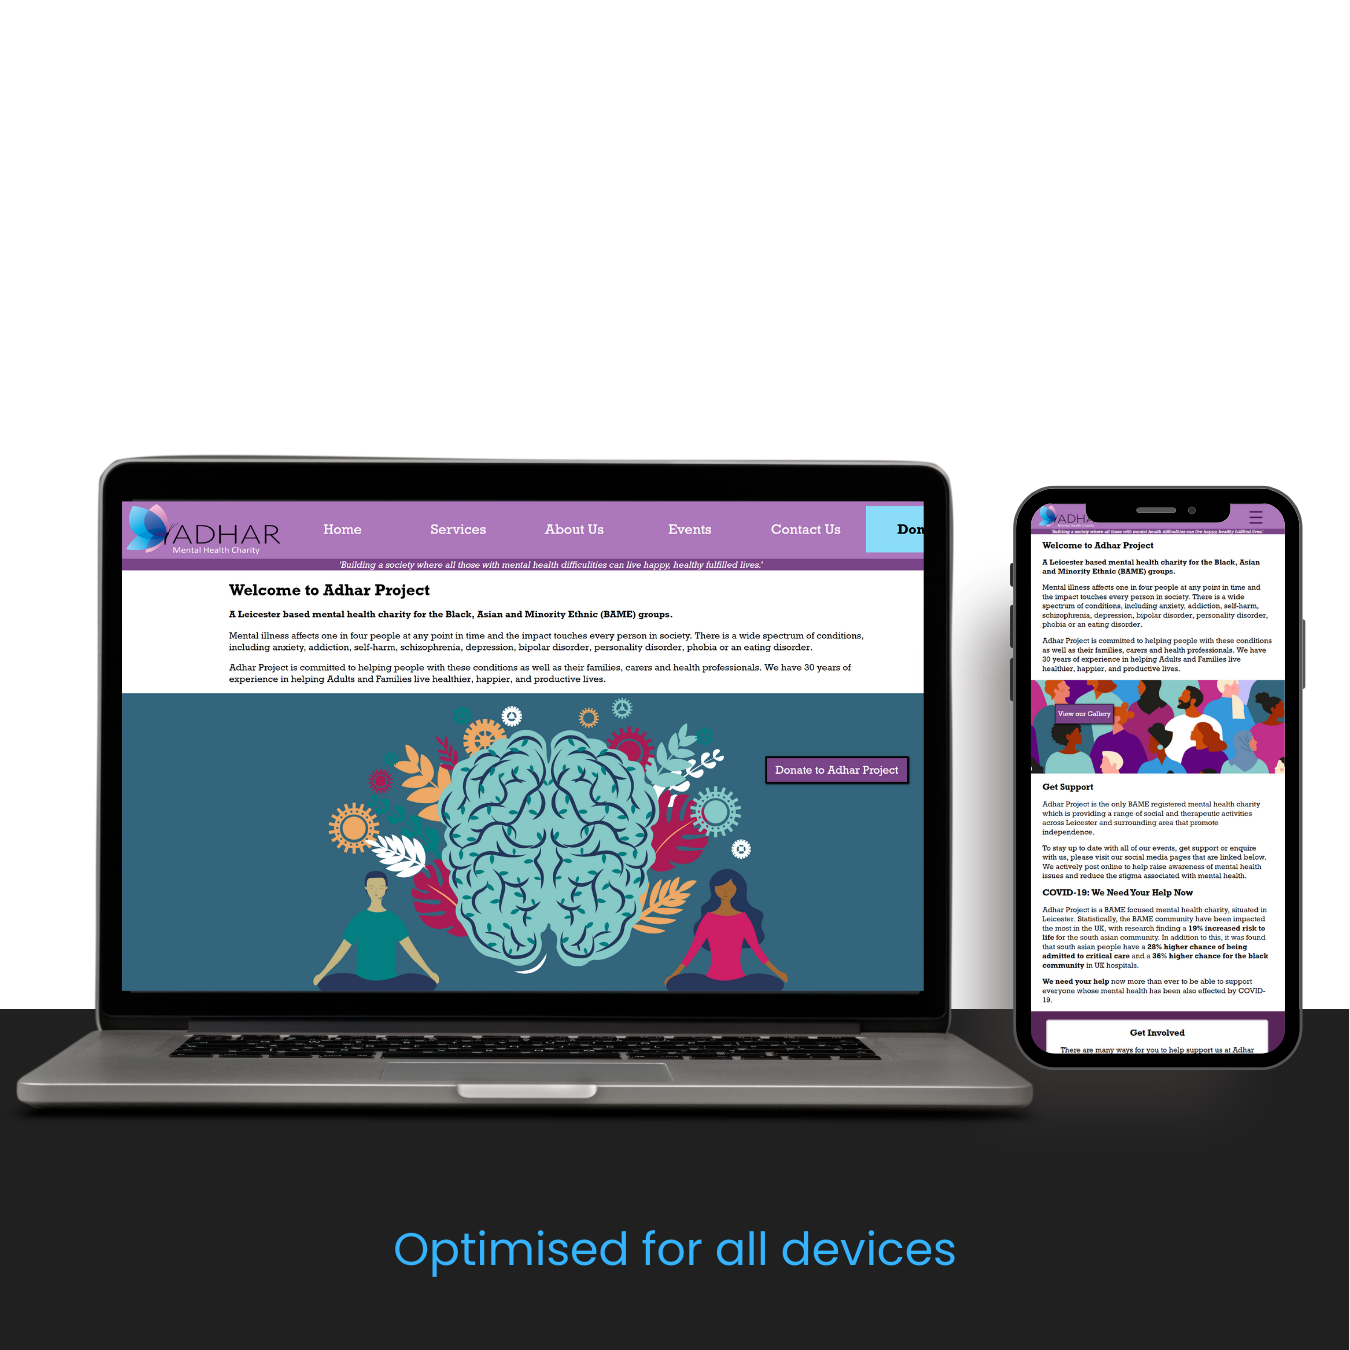 ADHAR
Mental Health Charity
Home
Services
About Us
Events
Contact Us
Don
'Building a society where all those with mental health difficulities can live happy, healthy fulfilled lives.'
Welcome to Adhar Project
A Leicester based mental health charity for the Black, Asian and Minority Ethnic (BAME) groups.
Mental illness affects one in four people at any point in time and the impact touches every person in society. There is a wide spectrum of conditions,
including anxiety, addiction, self-harm, schizophrenia, depression, bipolar disorder, personality disorder, phobia or an eating disorder.
Adhar Project is committed to helping people with these conditions as well as their families, carers and health professionals. We have 30 years of
experience in helping Adults and Families live healthier, happier, and productive lives.
Donate to Adhar Project
ADHA
'Building a society where all those with mental health difficulities can live happy, healthy fulfilled lives.'
Welcome to Adhar Project
A Leicester based mental health charity for the Black, Asian
and Minority Ethnic (BAME) groups.
Mental illness affects one in four people at any point in time and
the impact touches every person in society. There is a wide
spectrum of conditions, including anxiety, addiction, self-harm,
schizophrenia, depression, bipolar disorder, personality disorder,
phobia or an eating disorder.
Adhar Project is committed to helping people with these conditions
as well as their families, carers and health professionals. We have
30 years of experience in helping Adults and Families live
healthier, happier, and productive lives.
View our Gallery
Get Support
Adhar Project is the only BAME registered mental health charity
which is providing a range of social and therapeutic activities
across Leicester and surrounding area that promote
independence.
To stay up to date with all of our events, get support or enquire
with us, please visit our social media pages that are linked below.
We actively post online to help raise awareness of mental health
issues and reduce the stigma associated with mental health.
COVID-19: We Need Your Help Now
Adhar Project is a BAME focused mental health charity, situated in
Leicester. Statistically, the BAME community have been impacted
the most in the UK, with research finding a 19% increased risk to
life for the south asian community. In addition to this, it was found
that south asian people have a 28% higher chance of being
admitted to critical care and a 36% higher chance for the black
community in UK hospitals.
We need your help now more than ever to be able to support
everyone whose mental health has been also effected by COVID-
19.
Get Involved
There are many ways for you to help support us at Adhar
Optimised for all devices